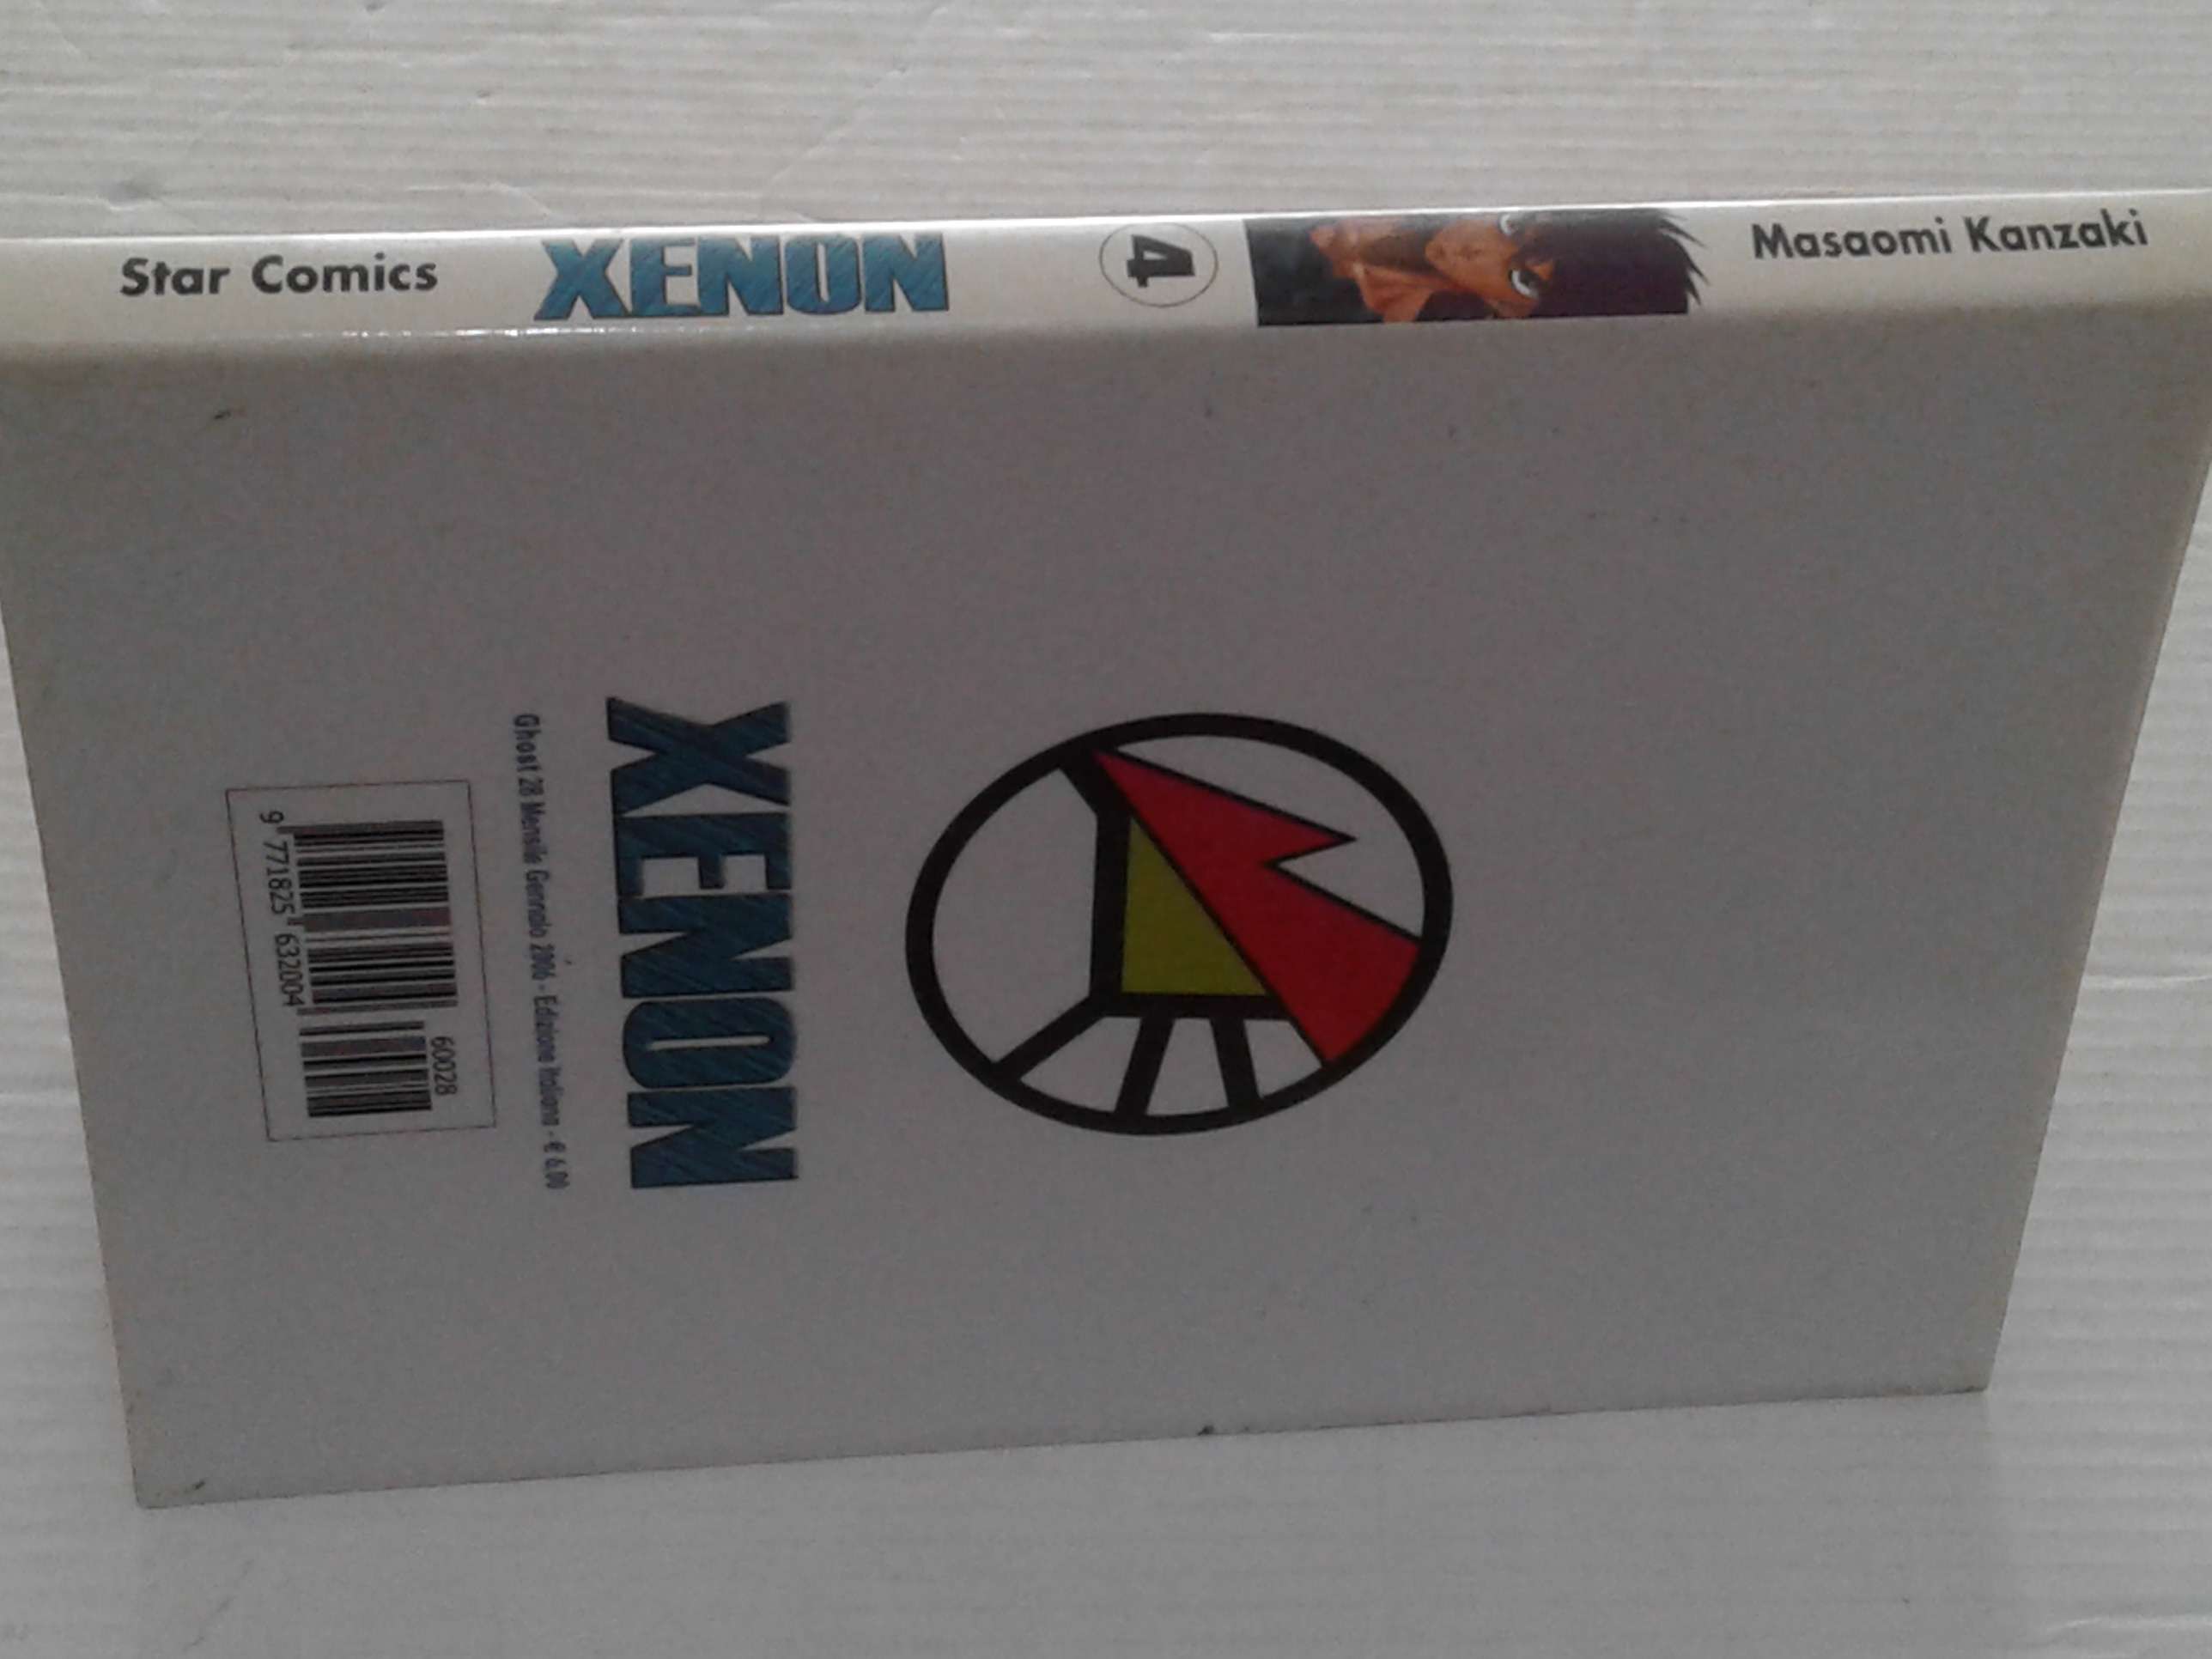 Star Comics
XENON
4
Masaomi Kanzaki
XENON
Ghost 28 Mensile Gennaio 2006 - Edizione italiana - € 6,00
60028
9 771825 632004